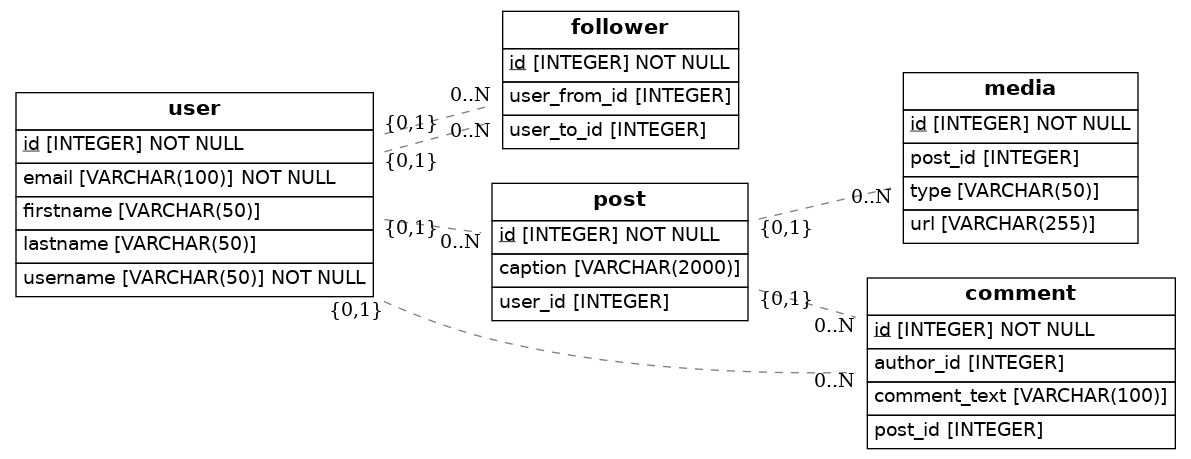 follower
id [INTEGER] NOT NULL
user_from_id [INTEGER]
user_to_id [INTEGER]
user
id [INTEGER] NOT NULL
email [VARCHAR(100)] NOT NULL
firstname [VARCHAR(50)]
lastname [VARCHAR(50)]
username [VARCHAR(50)] NOT NULL
media
id [INTEGER] NOT NULL
post_id [INTEGER]
type [VARCHAR(50)]
url [VARCHAR(255)]
post
id [INTEGER] NOT NULL
caption [VARCHAR(2000)]
user_id [INTEGER]
comment
id [INTEGER] NOT NULL
author_id [INTEGER]
comment_text [VARCHAR(100)]
post_id [INTEGER]
0..N
{0,1}
0..N
{0,1}
{0,1}
0..N
0..N
{0,1}
{0,1}
0..N
{0,1}
0..N